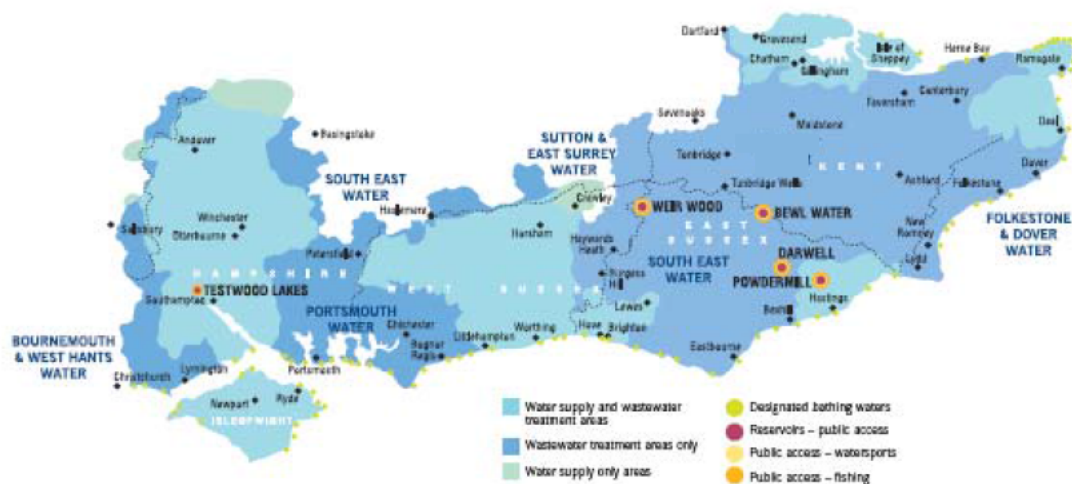 Dartford
Gravesend
Chatham
Gillingham
Isle of
Sheppey
Herne Bay
Ramsgate
Faversham
Canterbury
Deal
Sevenoaks
Maidstone
Basingstoke
Andover
SUTTON &
EAST SURREY
WATER
Tonbridge
KENT
Dover
SOUTH EAST
WATER
Haslemere
Crawley
Tunbridge Wells
Ashford
Folkestone
WEIR WOOD
BEWL WATER
Salisbury
Winchester
Otterbourne
Horsham
EAST
SUSSEX
New
Romney
FOLKESTONE
& DOVER
WATER
Petersfield
Haywards
Heath
SOUTH EAST
WATER
DARWELL
Lydd
HAMPSHIRE
Burgess
Hill
POWDERMILL
TESTWOOD LAKES
WEST SUSSEX
Southampton
Lewes
Hastings
Bexhill
PORTSMOUTH
WATER
Chichester
Bognor
Regis
Littlehampton
Worthing
Hove
Brighton
Eastbourne
BOURNEMOUTH
& WEST HANTS
WATER
Christchurch
Lymington
Portsmouth
Newport
Ryde
ISLE OF WIGHT
Water supply and wastewater
treatment areas
Wastewater treatment areas only
Water supply only areas
Designated bathing waters
Reservoirs – public access
Public access – watersports
Public access – fishing